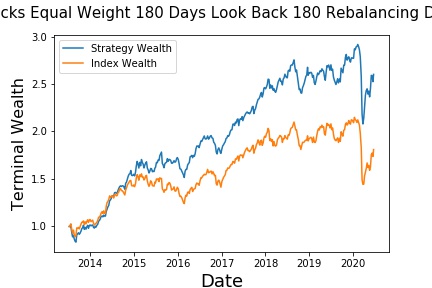 cks Equal Weight 180 Days Look Back 180 Rebalancing D
Strategy Wealth
Index Wealth
3.0
2.5
2.0
1.5
1.0
Terminal Wealth
2014 2015 2016 2017 2018 2019 2020
Date